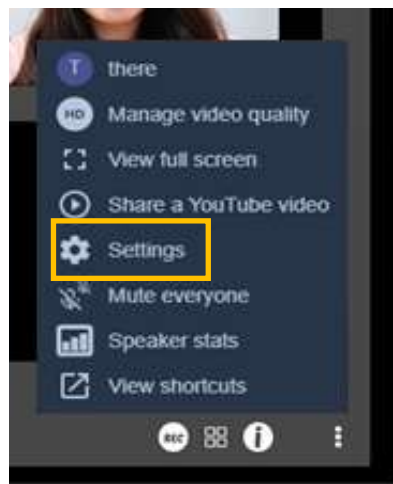 T there
HD Manage video quality
View full screen
Share a YouTube video
Settings
Mute everyone
Speaker stats
View shortcuts
REC i